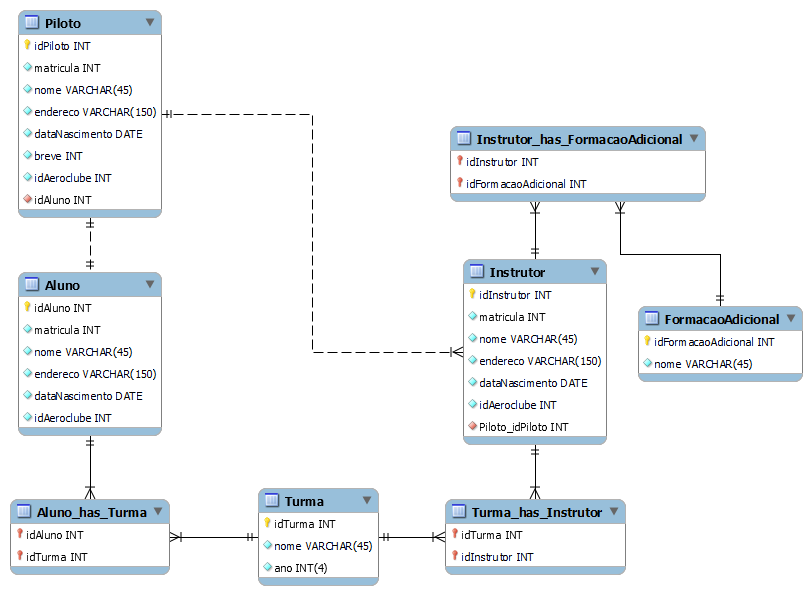 Piloto
idPiloto INT
matricula INT
nome VARCHAR(45)
endereco VARCHAR(150)
dataNascimento DATE
breve INT
idAeroclube INT
idAluno INT
Aluno
idAluno INT
matricula INT
nome VARCHAR(45)
endereco VARCHAR(150)
dataNascimento DATE
idAeroclube INT
Aluno_has_Turma
idAluno INT
idTurma INT
Turma
idTurma INT
nome VARCHAR(45)
ano INT(4)
Instrutor_has_FormacaoAdicional
idInstrutor INT
idFormacaoAdicional INT
Instrutor
idInstrutor INT
matricula INT
nome VARCHAR(45)
endereco VARCHAR(150)
dataNascimento DATE
idAeroclube INT
Piloto_idPiloto INT
FormacaoAdicional
idFormacaoAdicional INT
nome VARCHAR(45)
Turma_has_Instrutor
idTurma INT
idInstrutor INT